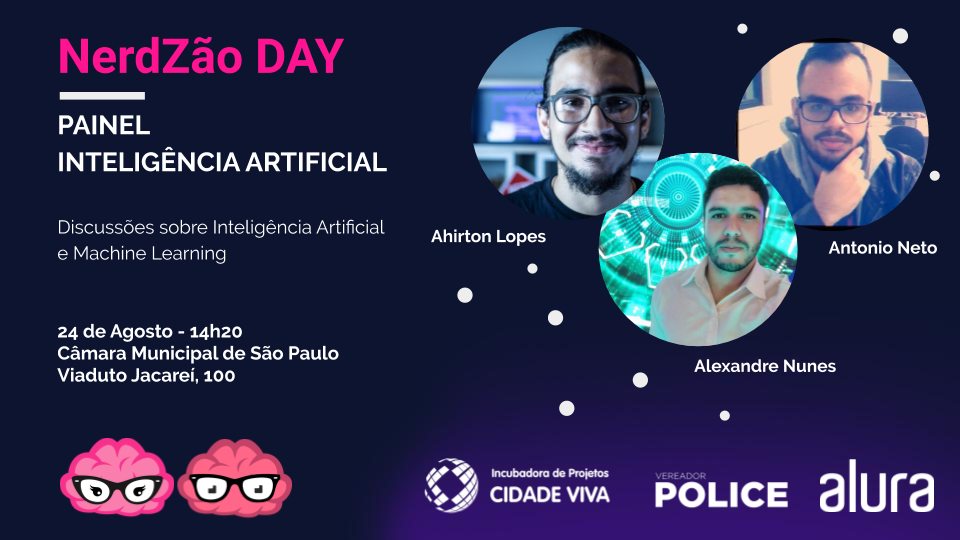 NerdZão DAY
PAINEL
INTELIGÊNCIA ARTIFICIAL
Discussões sobre Inteligência Artificial
e Machine Learning
24 de Agosto - 14h20
Câmara Municipal de São Paulo
Viaduto Jacareí, 100
Ahirton Lopes
Antonio Neto
Alexandre Nunes
Incubadora de Projetos
CIDADE VIVA
VEREADOR
POLICE
alura